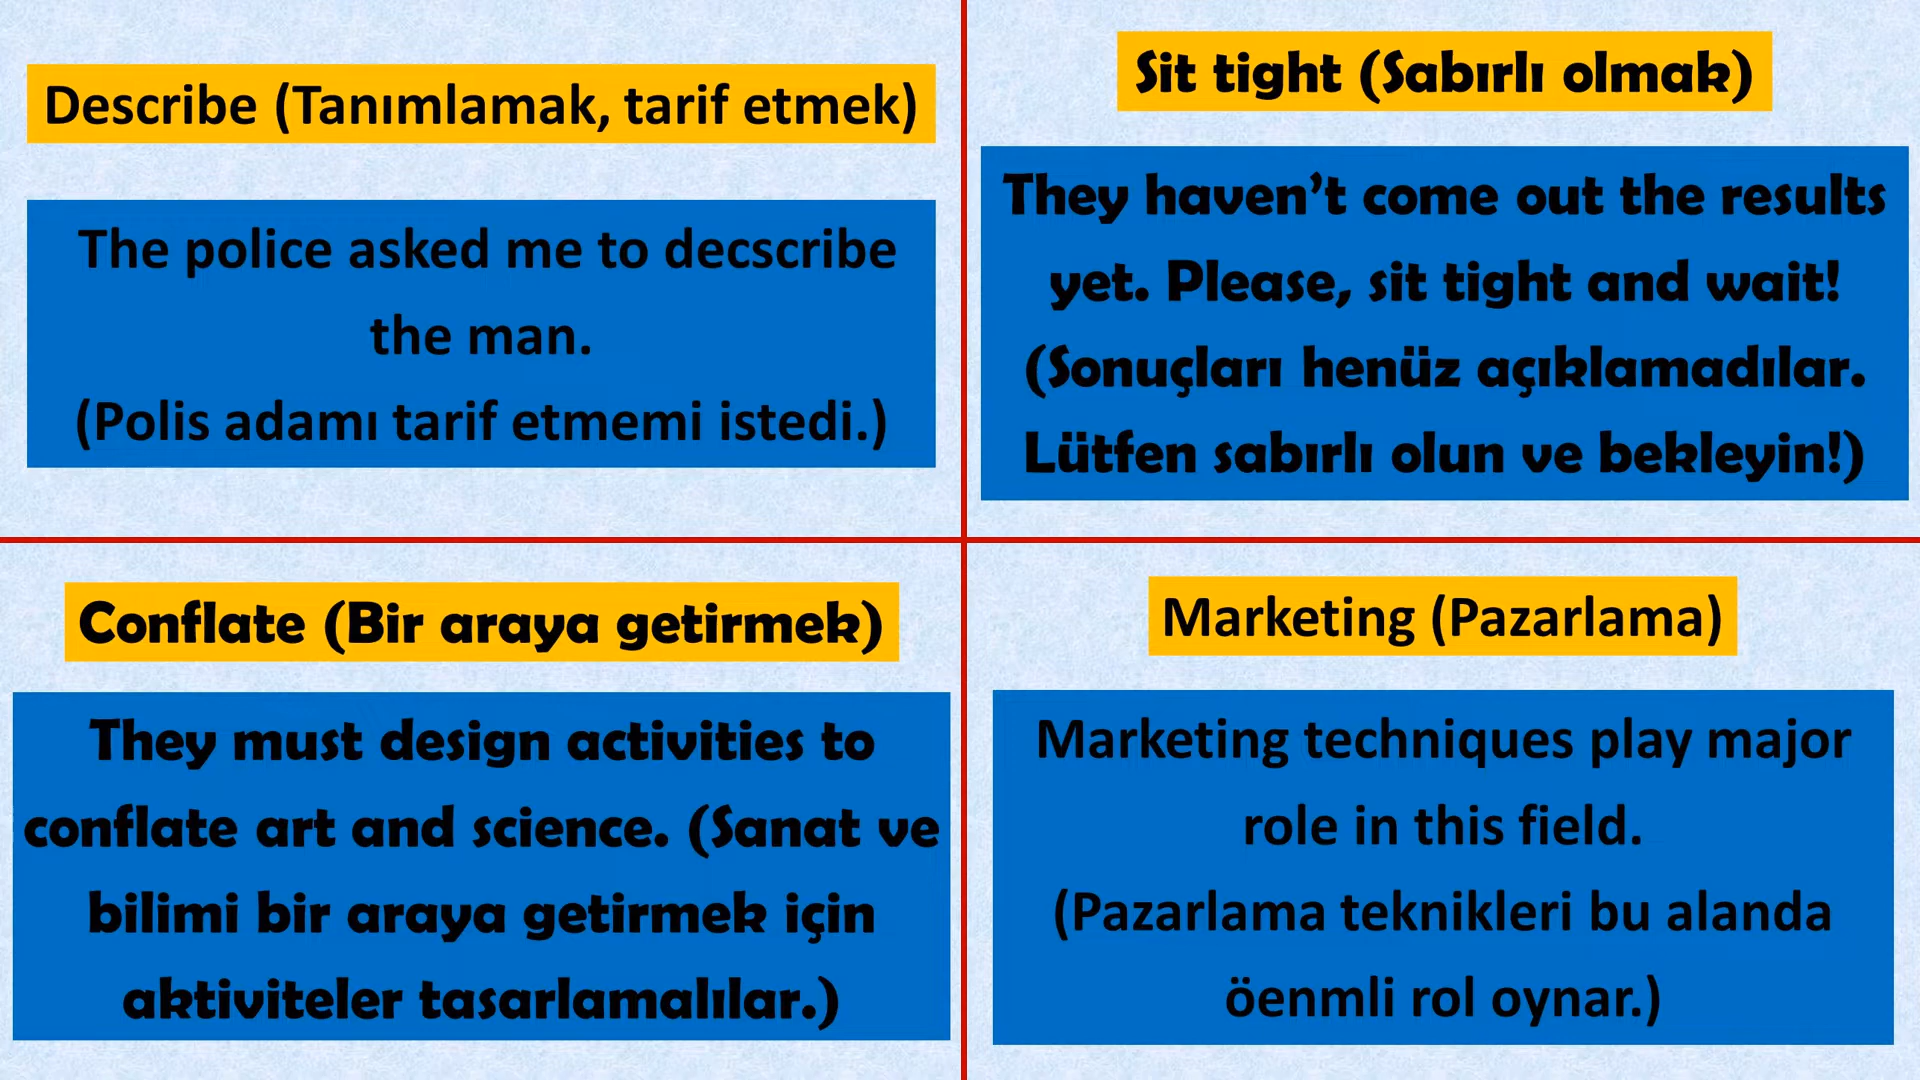 Describe (Tanımlamak, tarif etmek)
The police asked me to decscribe
the man.
(Polis adamı tarif etmemi istedi.)
Sit tight (Sabırlı olmak)
They haven't come out the results
yet. Please, sit tight and wait!
(Sonuçları henüz açıklamadılar.
Lütfen sabırlı olun ve bekleyin!)
Conflate (Bir araya getirmek)
They must design activities to
conflate art and science. (Sanat ve
bilimi bir araya getirmek için
aktiviteler tasarlamalılar.)
Marketing (Pazarlama)
Marketing techniques play major
role in this field.
(Pazarlama teknikleri bu alanda
öenmli rol oynar.)